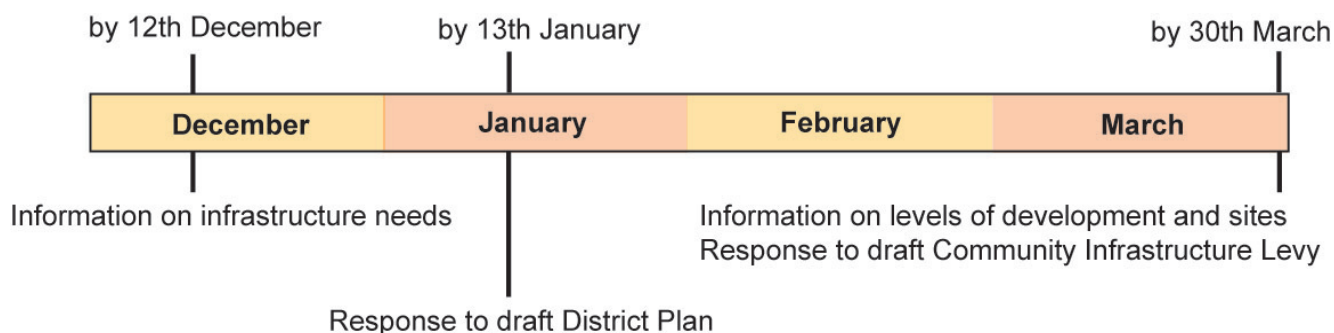 by 12th December
by 13th January
by 30th March
December
January
February
March
Information on infrastructure needs
Information on levels of development and sites
Response to draft Community Infrastructure Levy
Response to draft District Plan